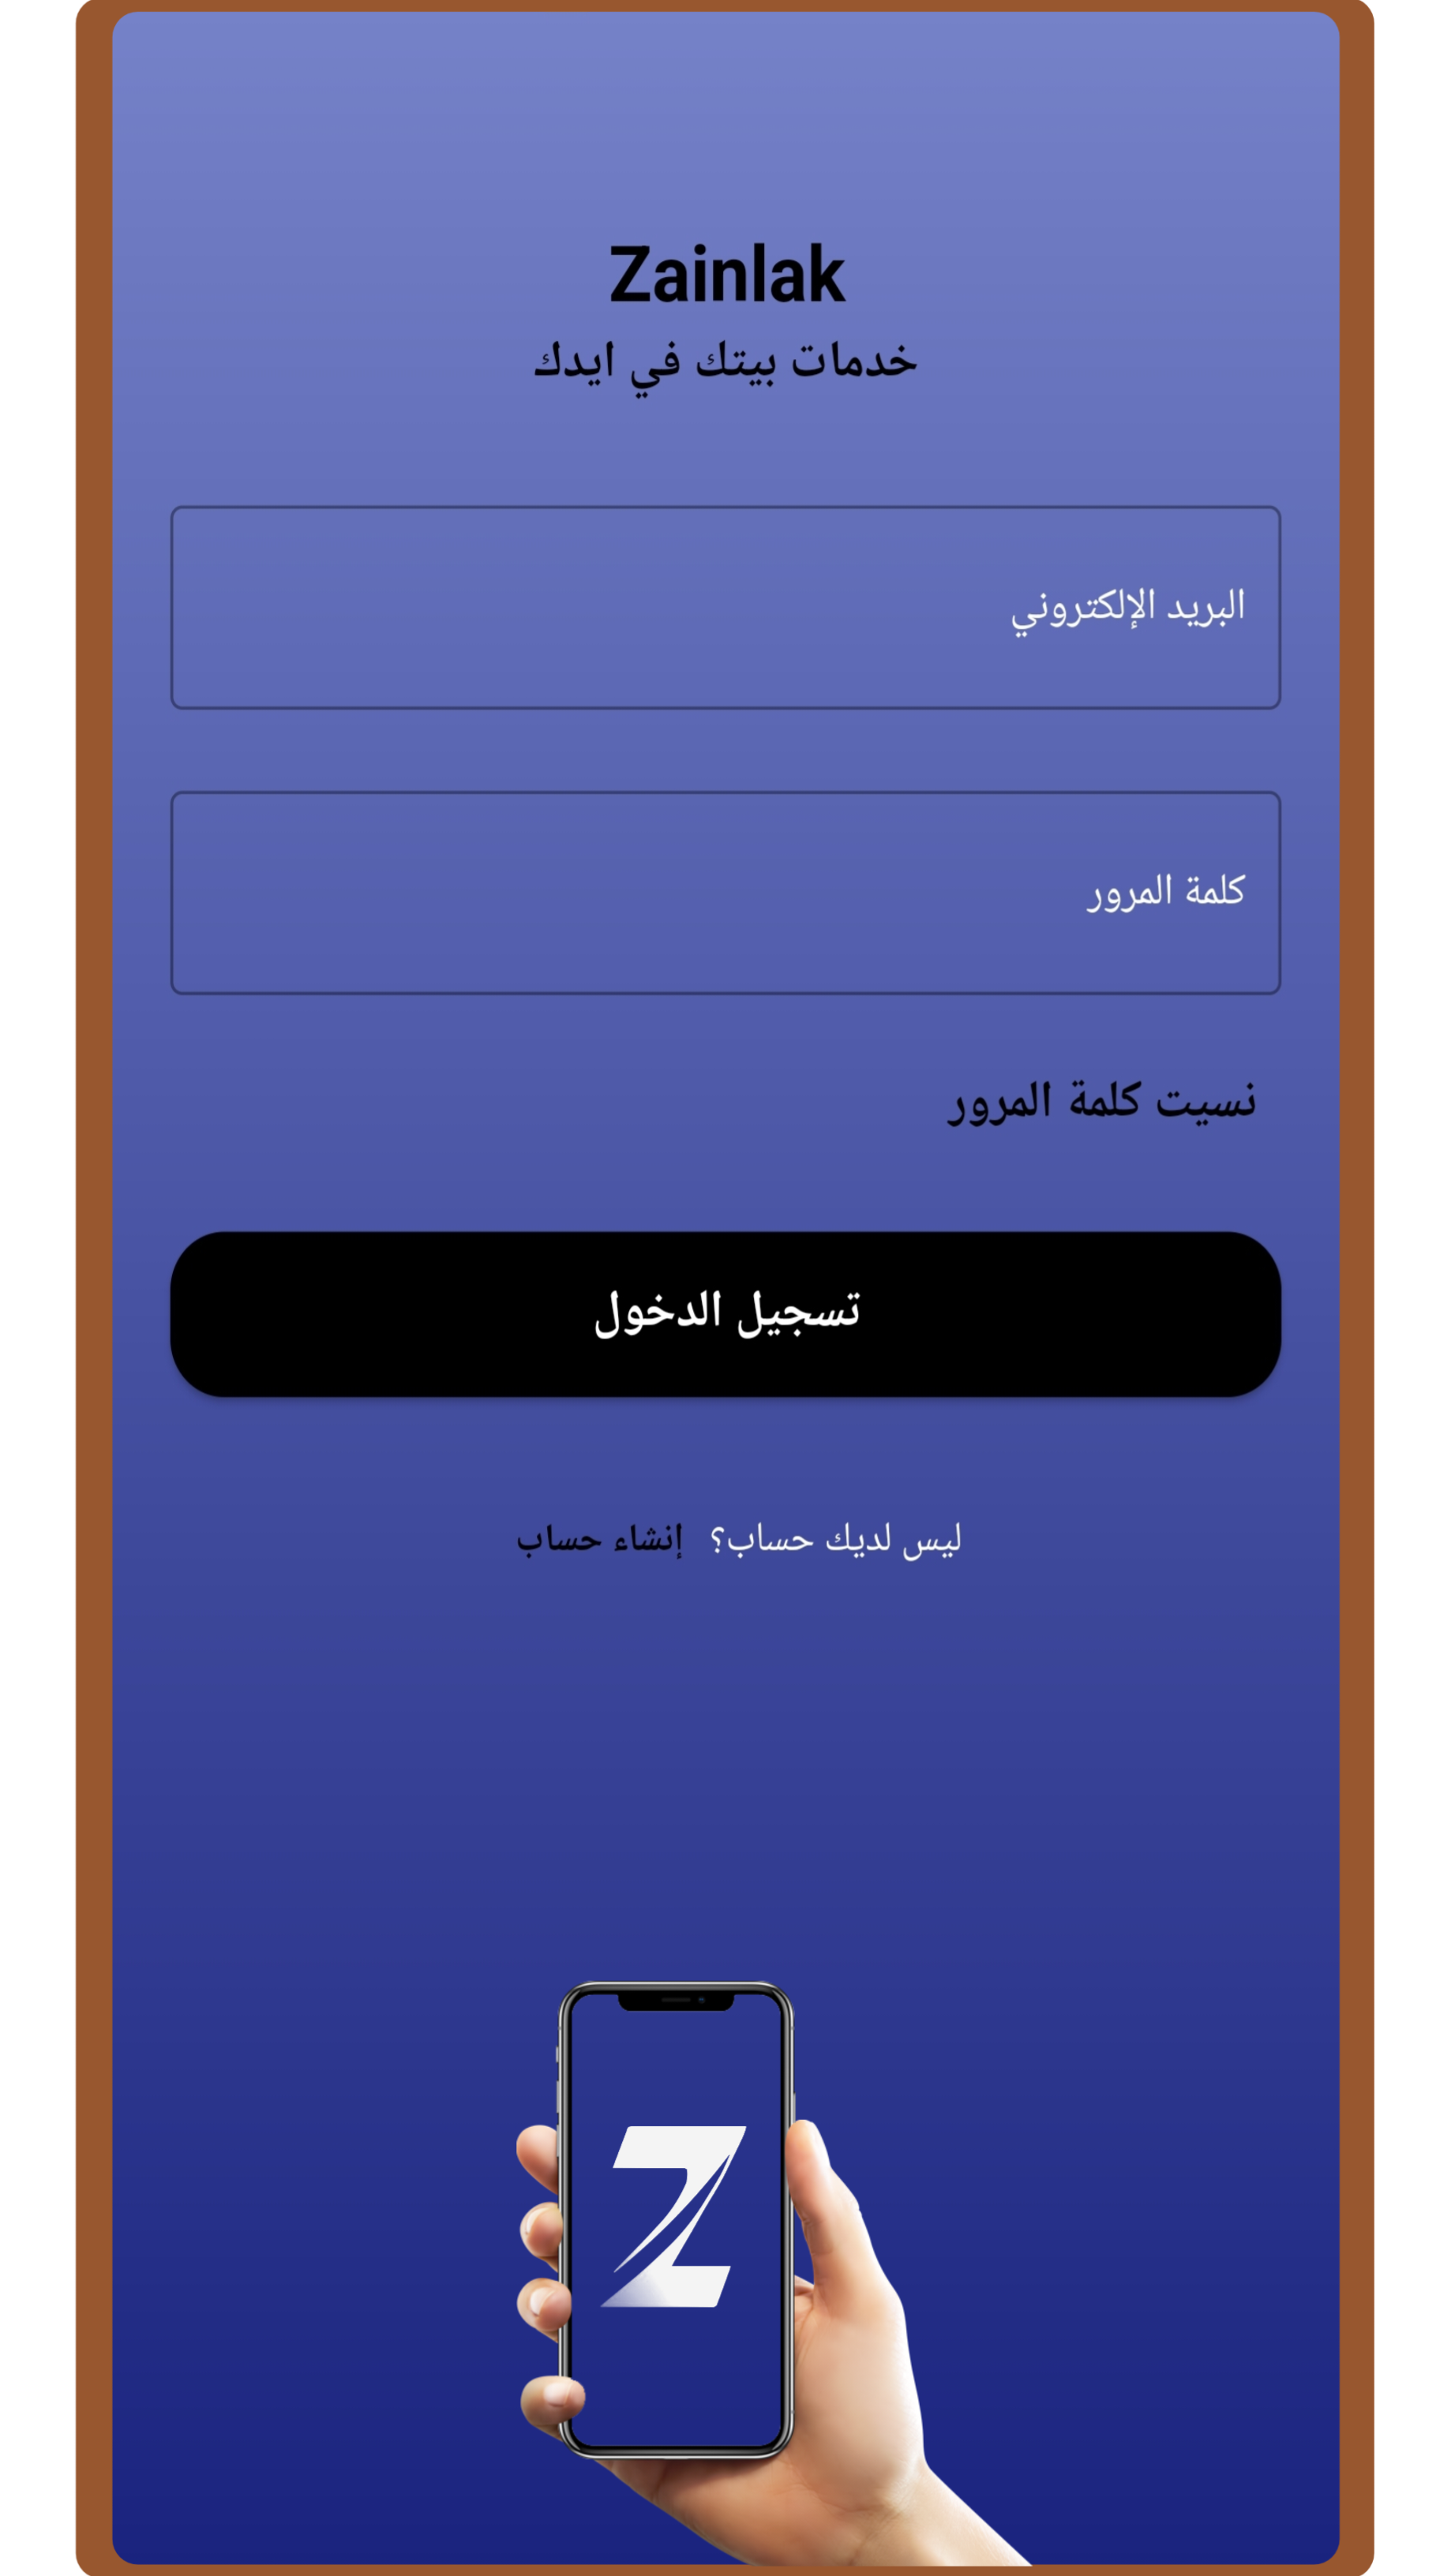 Zainlak
خدمات بيتك في ايدك
البريد الإلكتروني
كلمة المرور
نسيت كلمة المرور
تسجيل الدخول
ليس لديك حساب؟ إنشاء حساب
Z